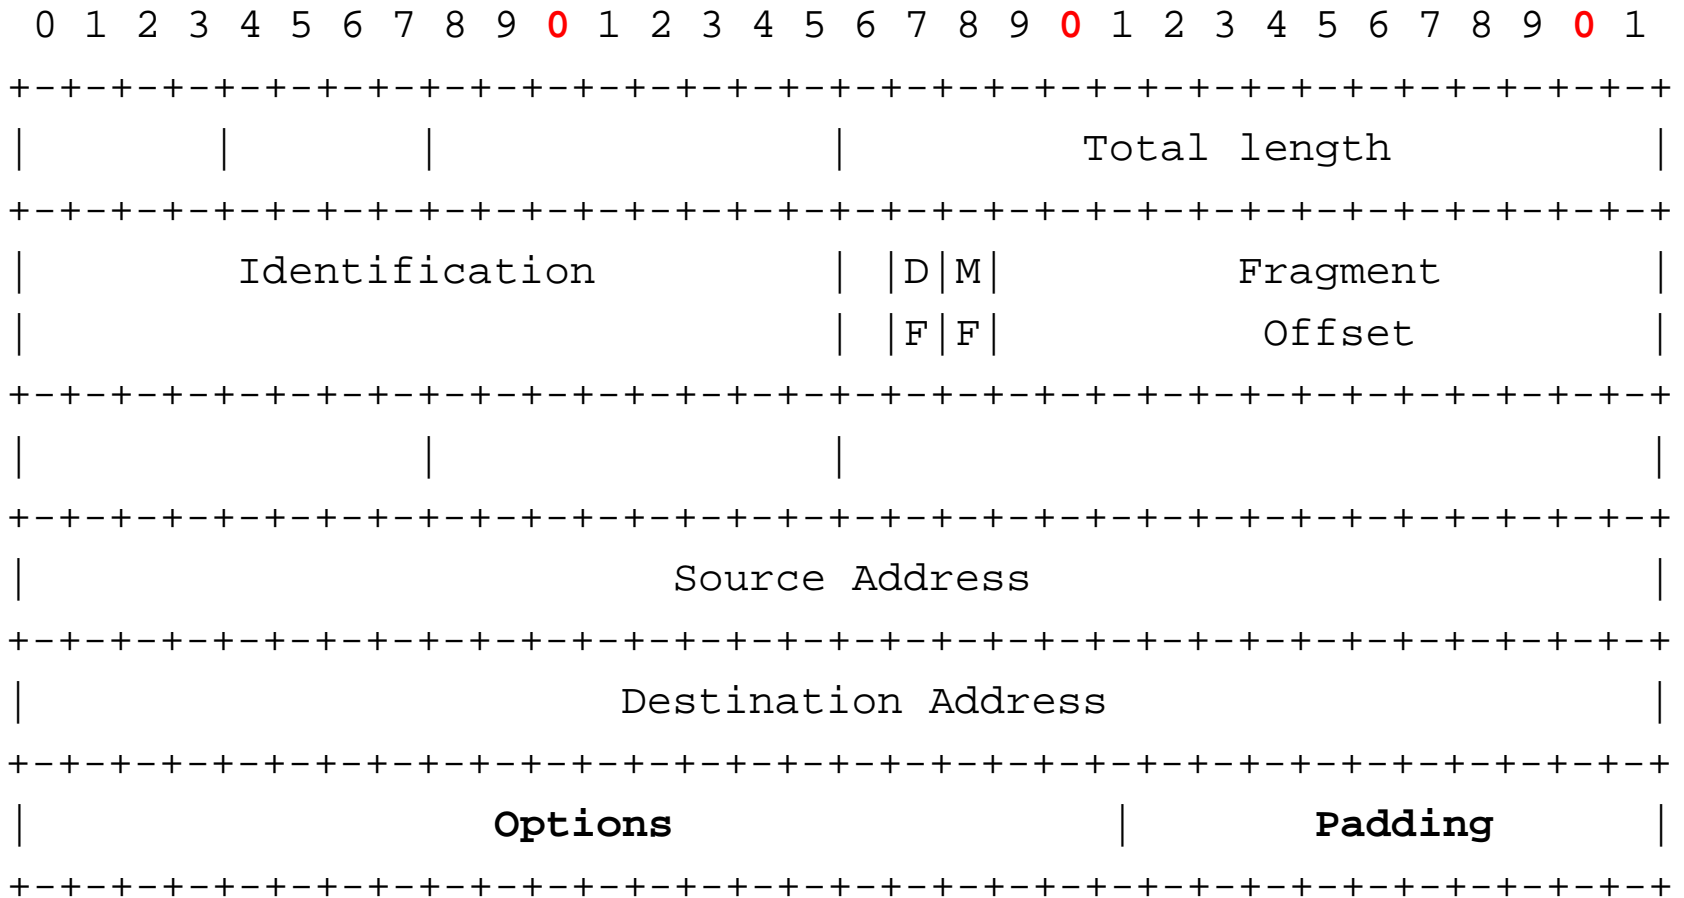 0 1 2 3 4 5 6 7 8 9 0 1 2 3 4 5 6 7 8 9 0 1 2 3 4 5 6 7 8 9 0 1
+-+-+-+-+-+-+-+-+-+-+-+-+-+-+-+-+-+-+-+-+-+-+-+-+-+-+-+-+-+-+-+-+
|       |       |               |         Total length          |
+-+-+-+-+-+-+-+-+-+-+-+-+-+-+-+-+-+-+-+-+-+-+-+-+-+-+-+-+-+-+-+-+
|        Identification         | |D|M|         Fragment        |
|                               | |F|F|          Offset         |
+-+-+-+-+-+-+-+-+-+-+-+-+-+-+-+-+-+-+-+-+-+-+-+-+-+-+-+-+-+-+-+-+
|               |               |                               |
+-+-+-+-+-+-+-+-+-+-+-+-+-+-+-+-+-+-+-+-+-+-+-+-+-+-+-+-+-+-+-+-+
|                         Source Address                        |
+-+-+-+-+-+-+-+-+-+-+-+-+-+-+-+-+-+-+-+-+-+-+-+-+-+-+-+-+-+-+-+-+
|                       Destination Address                     |
+-+-+-+-+-+-+-+-+-+-+-+-+-+-+-+-+-+-+-+-+-+-+-+-+-+-+-+-+-+-+-+-+
|                  Options                 |       Padding      |
+-+-+-+-+-+-+-+-+-+-+-+-+-+-+-+-+-+-+-+-+-+-+-+-+-+-+-+-+-+-+-+-+